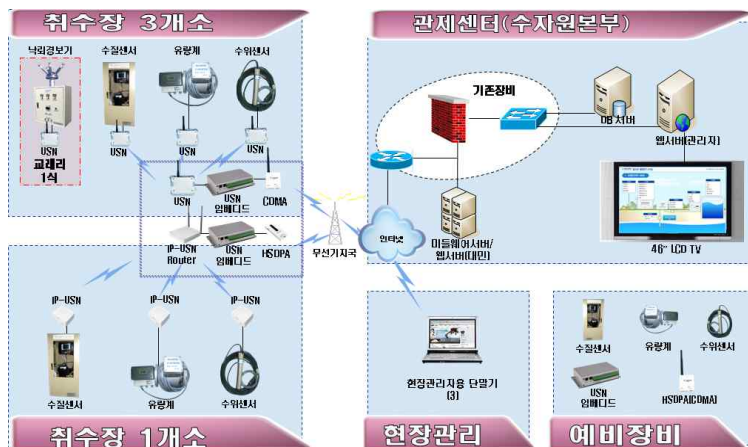 취수장 3개소
관제센터(수자원본부)
낙뢰경보기
수질센서
유량계
수위센서
USN
USN
USN
USN
교래리
1식
USN
USN
임베디드
CDMA
IP-USN
Router
USN
임베디드
HSDPA
무선기지국
인터넷
기존장비
DB 서버
웹서버(관리자)
미들웨어서버/
웹서버(대민)
46" LCD TV
IP-USN
IP-USN
IP-USN
수질센서
유량계
수위센서
취수장 1개소
현장관리자용 단말기
(3)
현장관리
수질센서
유량계
수위센서
USN
임베디드
HSDPA(CDMA)
예비장비